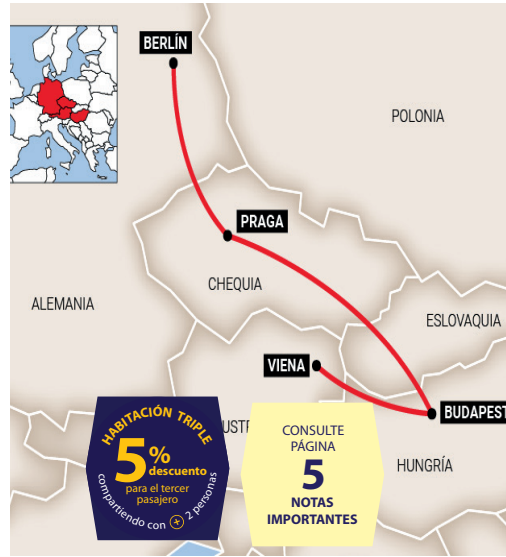 BERLÍN
POLONIA
PRAGA
CHEQUIA
ALEMANIA
ESLOVAQUIA
VIENA
BUDAPEST
HUNGRÍA
HABITACIÓN TRIPLE
5%
descuento
para el tercer
pasajero
compartiendo con + 2 personas
CONSULTE
PÁGINA
5
NOTAS
IMPORTANTES